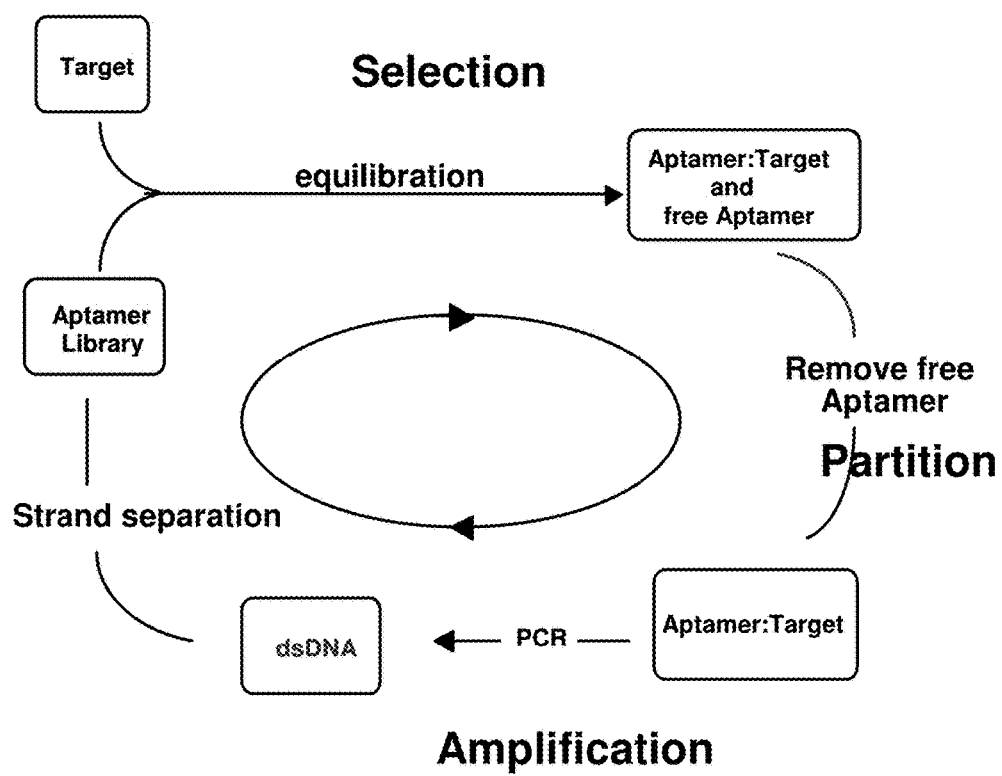 Target
Selection
equilibration
Aptamer:Target
and
free Aptamer
Aptamer
Library
Remove free
Aptamer
Partition
Strand separation
dsDNA
PCR
Aptamer:Target
Amplification